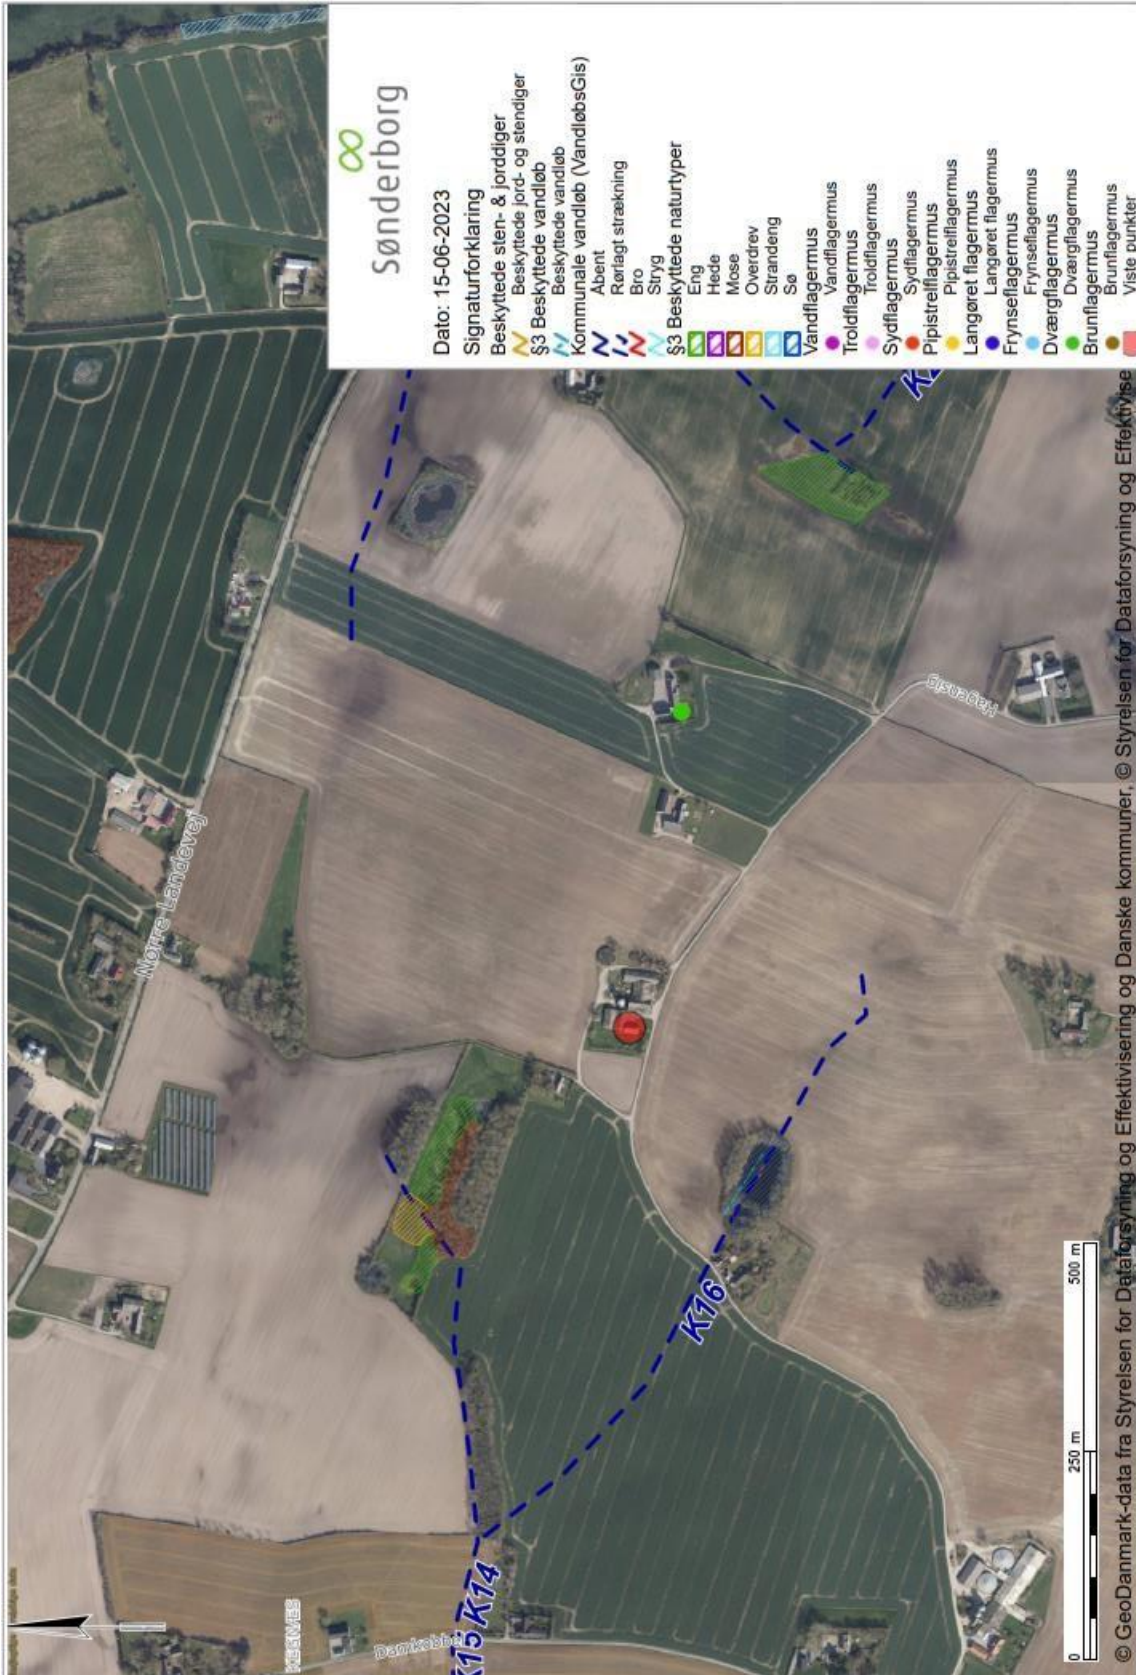 Sønderborg
Dato: 15-06-2023
Signaturforklaring
Beskyttede sten- & jorddiger
Beskyttede jord- og stendiger
§3 Beskyttede vandløb
Beskyttede vandløb
Kommunale vandløb (VandløbsGis)
Åbent
Rørlagt strækning
Bro
Stryg
§3 Beskyttede naturtyper
Eng
Hede
Mose
Overdrev
Strandeng
Sø
Vandflagermus
Vandflagermus
Troldflagermus
Troldflagermus
Sydflagermus
Sydflagermus
Pipistrelflagermus
Pipistrelflagermus
Langøret flagermus
Langøret flagermus
Frynseflagermus
Frynseflagermus
Dværgflagermus
Dværgflagermus
Brunflagermus
Brunflagermus
Viste punkter
Nørre Landevej
Hagensig
K16
K14
K15
KEGNÆS
Damkobbel
0 250 m 500 m
© GeoDanmark-data fra Styrelsen for Dataforsyning og Effektivisering og Danske kommuner, © Styrelsen for Dataforsyning og Effektivise